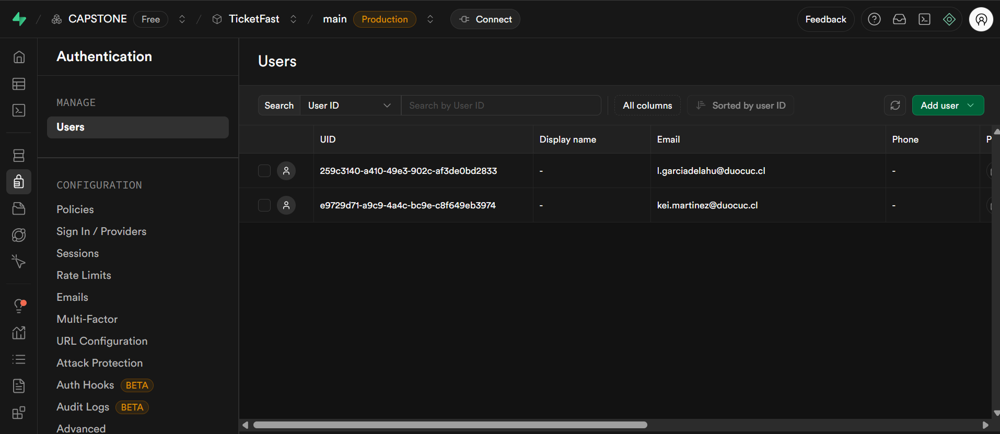 CAPSTONE Free TicketFast main Production Connect Feedback
Authentication
MANAGE
Users
CONFIGURATION
Policies
Sign In / Providers
Sessions
Rate Limits
Emails
Multi-Factor
URL Configuration
Attack Protection
Auth Hooks BETA
Audit Logs BETA
Advanced
Users
Search User ID Search by User ID All columns Sorted by user ID Add user
UID Display name Email Phone P
259c3140-a410-49e3-902c-af3de0bd2833 - l.garciadelahu@duocuc.cl -
e9729d71-a9c9-4a4c-bc9e-c8f649eb3974 - kei.martinez@duocuc.cl -